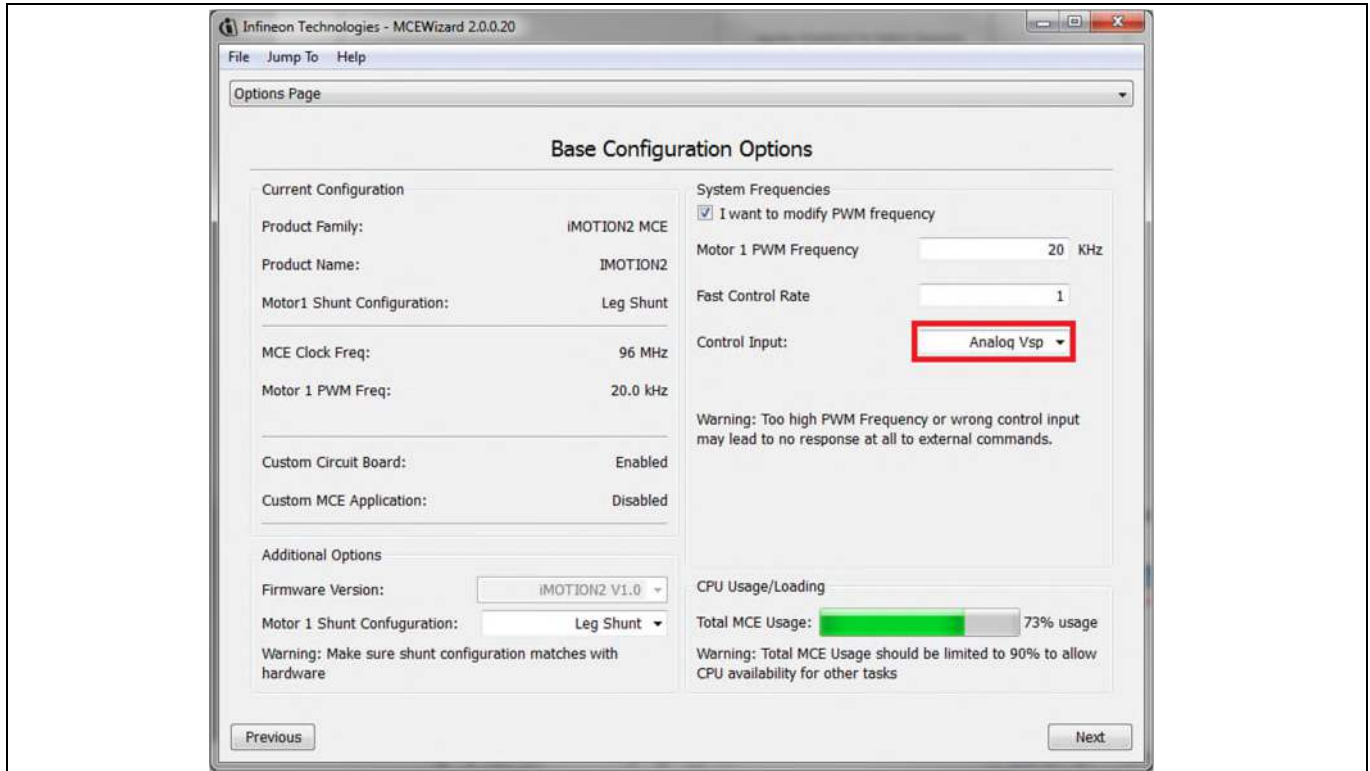 Infineon Technologies - MCEWizard 2.0.0.20
File Jump To Help
Options Page
Base Configuration Options
Current Configuration
Product Family: iMOTION2 MCE
Product Name: IMOTION2
Motor1 Shunt Configuration: Leg Shunt
MCE Clock Freq: 96 MHz
Motor 1 PWM Freq: 20.0 kHz
Custom Circuit Board: Enabled
Custom MCE Application: Disabled
Additional Options
Firmware Version: iMOTION2 V1.0
Motor 1 Shunt Confuguration: Leg Shunt
Warning: Make sure shunt configuration matches with
hardware
System Frequencies
I want to modify PWM frequency
Motor 1 PWM Frequency 20 KHz
Fast Control Rate 1
Control Input: Analog Vsp
Warning: Too high PWM Frequency or wrong control input
may lead to no response at all to external commands.
CPU Usage/Loading
Total MCE Usage: 73% usage
Warning: Total MCE Usage should be limited to 90% to allow
CPU availability for other tasks
Previous
Next